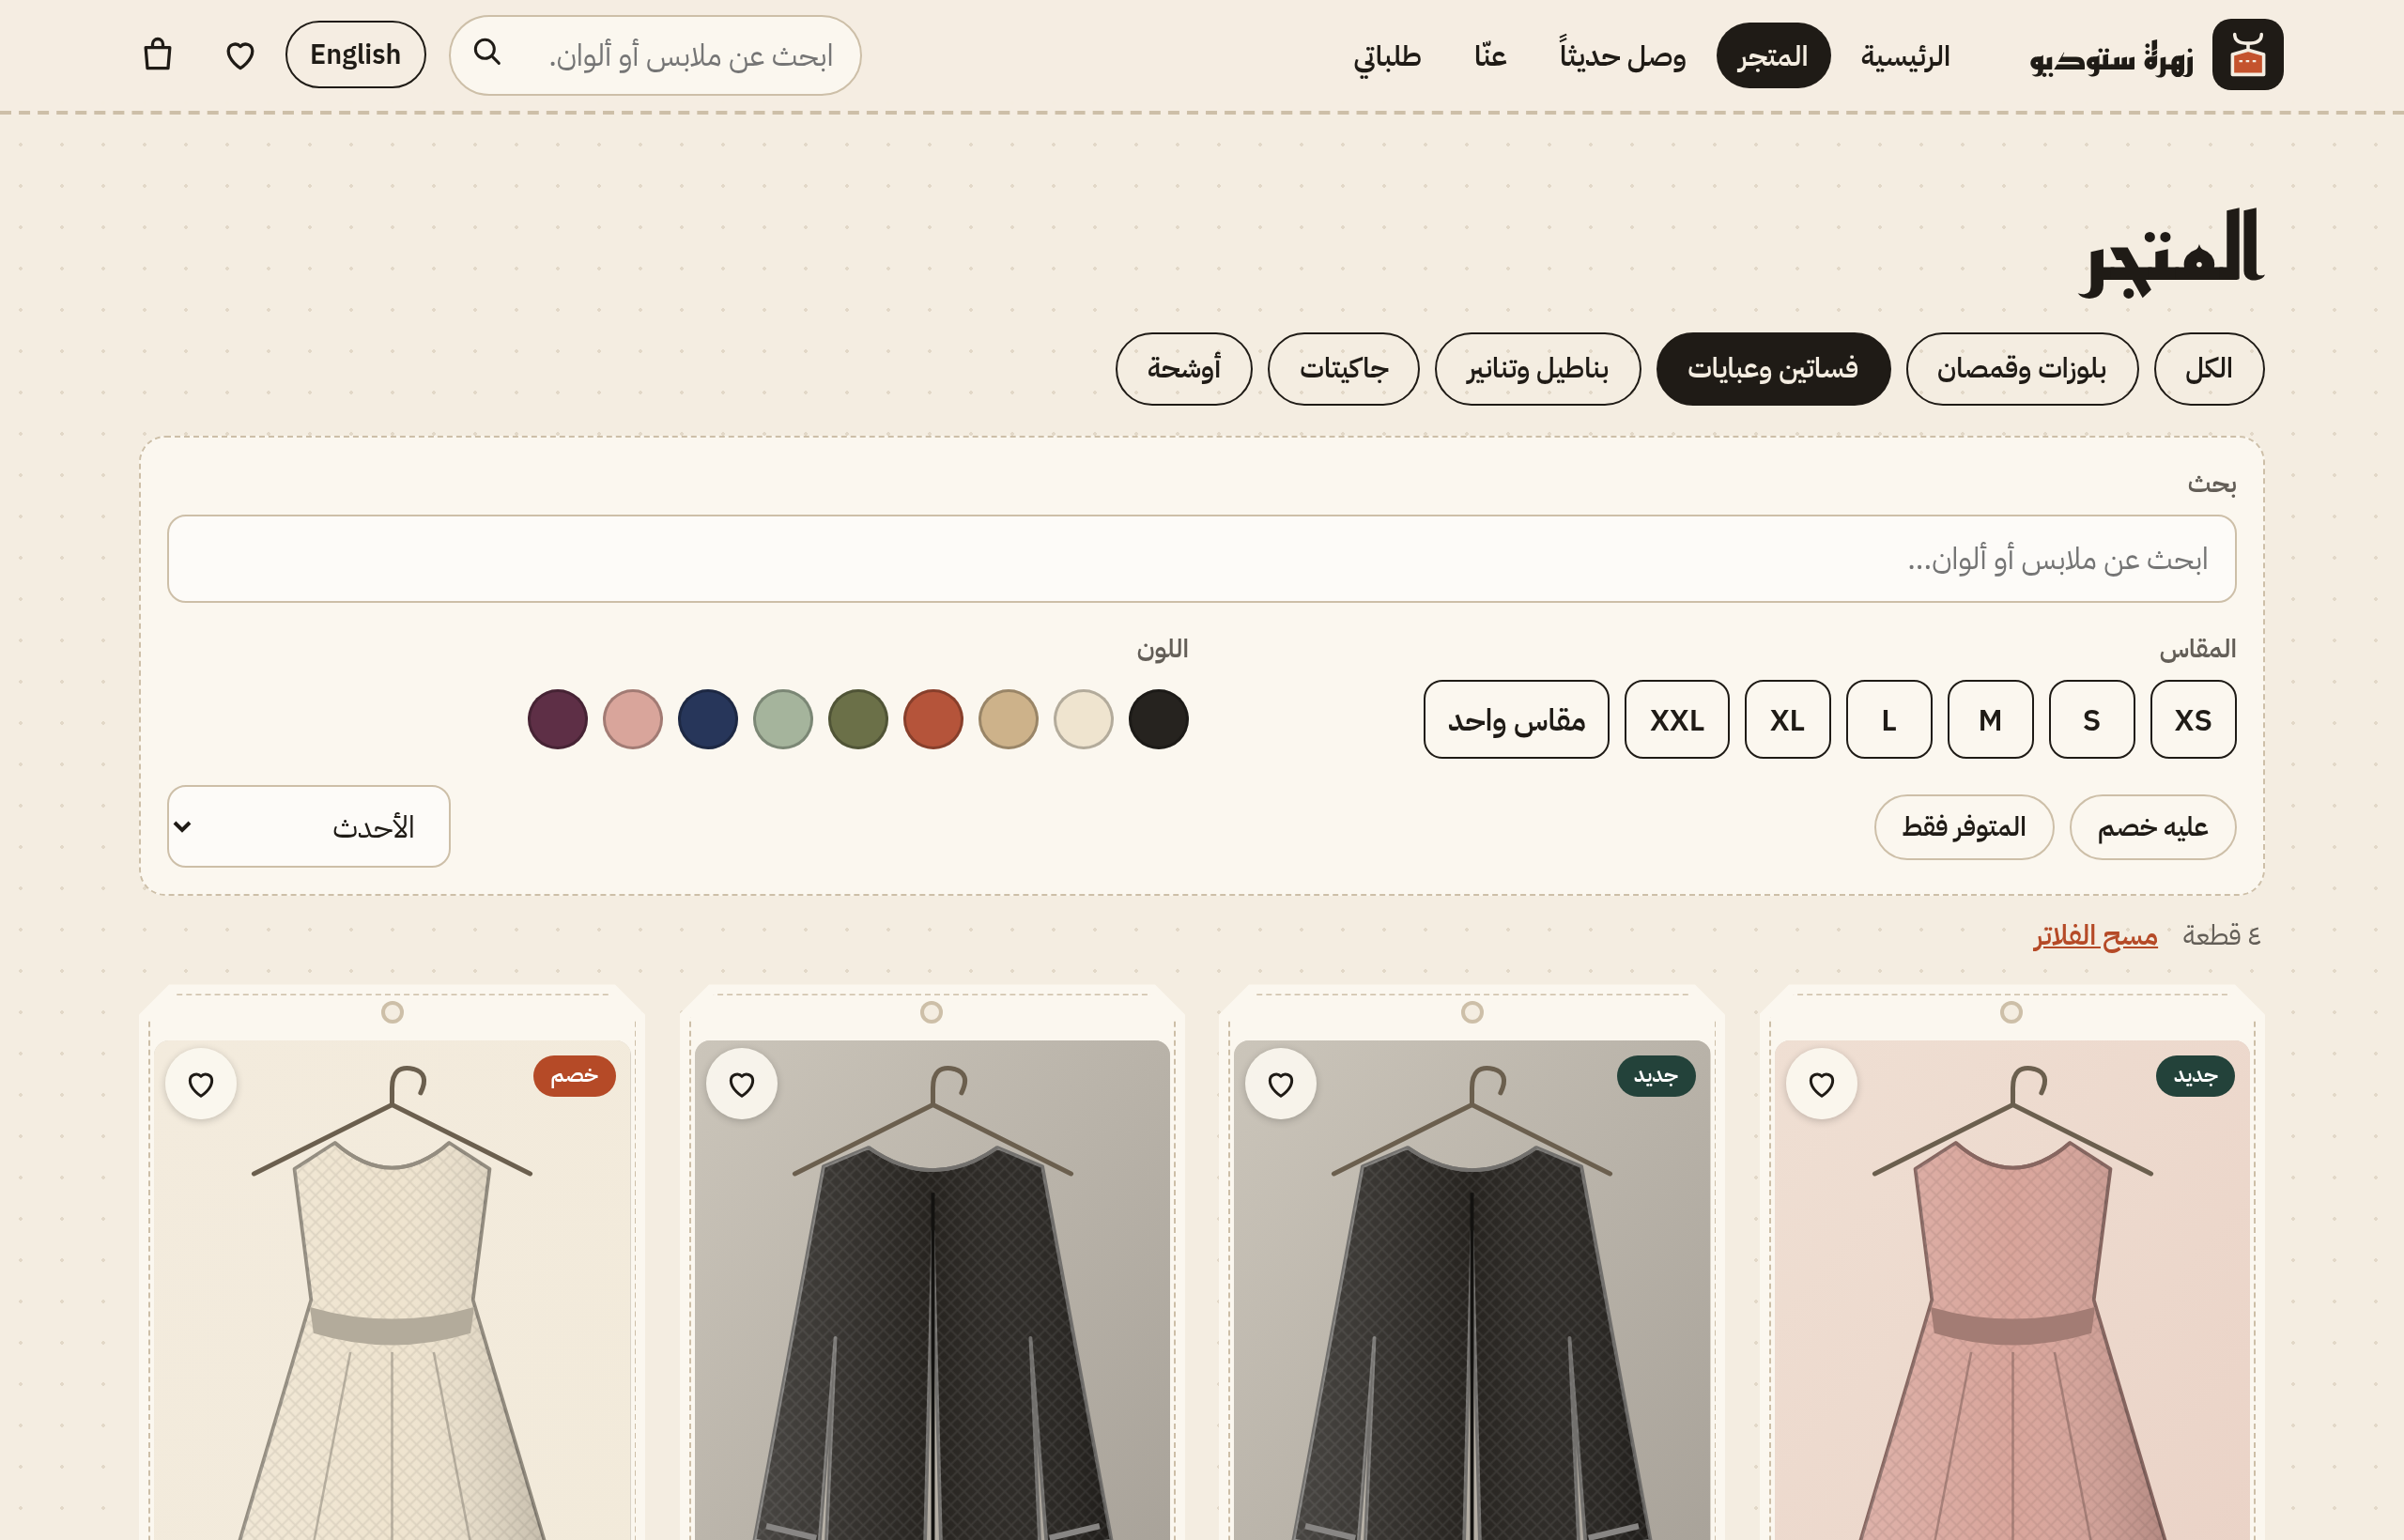 زهرة ستوديو
الرئيسية المتجر وصل حديثاً عنّا طلباتي ابحث عن ملابس أو ألوان. English
المتجر
الكل بلوزات وقمصان فساتين وعبايات بناطيل وتنانير جاكيتات أوشحة
بحث
ابحث عن ملابس أو ألوان...
المقاس اللون
XS S M L XL XXL مقاس واحد
عليه خصم المتوفر فقط الأحدث
٤ قطعة مسح الفلاتر
جديد جديد خصم